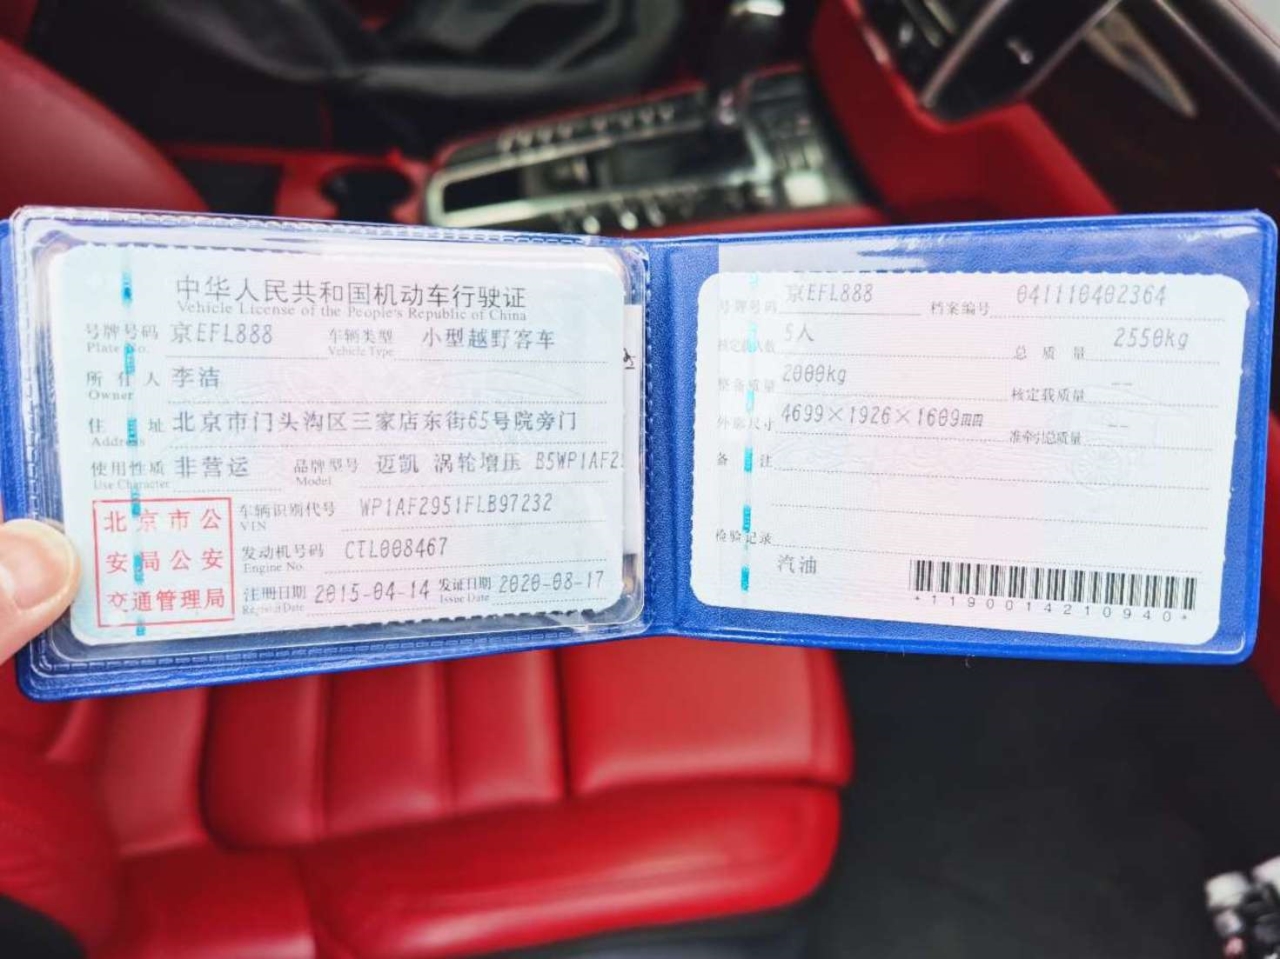 中华人民共和国机动车行驶证
Vehicle License of the People's Republic of China
号牌号码 京EFL888 车辆类型 小型越野客车
Plate No. Vehicle Type
所有人 李洁
Owner
住址 北京市门头沟区三家店东街65号院旁门
Address
使用性质 非营运 品牌型号 迈凯 涡轮增压 B5WP1AF2
Use Character Model
北京市公
安局公安
交通管理局
车辆识别代号 WP1AF2951FLB97232
VIN
发动机号码 CTL008467
Engine No.
注册日期 2015-04-14 发证日期 2020-08-17
Register Date Issue Date
号牌号码 京EFL888 档案编号 041110402364
核定载人数 5人 总质量 2550kg
整备质量 2000kg 核定载质量 --
外廓尺寸 4699×1926×1609 准牵引总质量 --
备注
检验记录
汽油
*1190014210940*